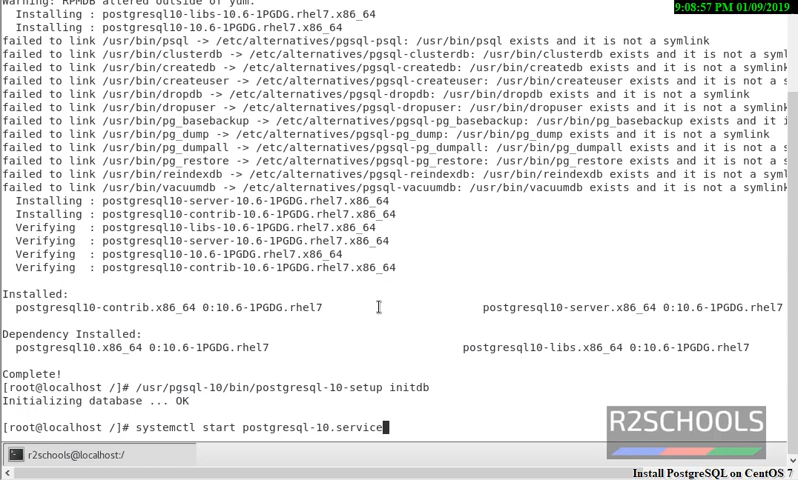 Warning: RPMDB altered outside of yum.
9:08:57 PM 01/09/2019
Installing : postgresql10-libs-10.6-1PGDG.rhel7.x86_64
Installing : postgresql10-10.6-1PGDG.rhel7.x86_64
failed to link /usr/bin/psql -> /etc/alternatives/pgsql-psql: /usr/bin/psql exists and it is not a symlink
failed to link /usr/bin/clusterdb -> /etc/alternatives/pgsql-clusterdb: /usr/bin/clusterdb exists and it is not a syml
failed to link /usr/bin/createdb -> /etc/alternatives/pgsql-createdb: /usr/bin/createdb exists and it is not a symlink
failed to link /usr/bin/createuser -> /etc/alternatives/pgsql-createuser: /usr/bin/createuser exists and it is not a s
failed to link /usr/bin/dropdb -> /etc/alternatives/pgsql-dropdb: /usr/bin/dropdb exists and it is not a symlink
failed to link /usr/bin/dropuser -> /etc/alternatives/pgsql-dropuser: /usr/bin/dropuser exists and it is not a symlink
failed to link /usr/bin/pg_basebackup -> /etc/alternatives/pgsql-pg_basebackup: /usr/bin/pg_basebackup exists and it i
failed to link /usr/bin/pg_dump -> /etc/alternatives/pgsql-pg_dump: /usr/bin/pg_dump exists and it is not a symlink
failed to link /usr/bin/pg_dumpall -> /etc/alternatives/pgsql-pg_dumpall: /usr/bin/pg_dumpall exists and it is not a s
failed to link /usr/bin/pg_restore -> /etc/alternatives/pgsql-pg_restore: /usr/bin/pg_restore exists and it is not a s
failed to link /usr/bin/reindexdb -> /etc/alternatives/pgsql-reindexdb: /usr/bin/reindexdb exists and it is not a syml
failed to link /usr/bin/vacuumdb -> /etc/alternatives/pgsql-vacuumdb: /usr/bin/vacuumdb exists and it is not a symlink
Installing : postgresql10-server-10.6-1PGDG.rhel7.x86_64
Installing : postgresql10-contrib-10.6-1PGDG.rhel7.x86_64
Verifying  : postgresql10-libs-10.6-1PGDG.rhel7.x86_64
Verifying  : postgresql10-server-10.6-1PGDG.rhel7.x86_64
Verifying  : postgresql10-10.6-1PGDG.rhel7.x86_64
Verifying  : postgresql10-contrib-10.6-1PGDG.rhel7.x86_64
Installed:
postgresql10-contrib.x86_64 0:10.6-1PGDG.rhel7 postgresql10-server.x86_64 0:10.6-1PGDG.rhel7
Dependency Installed:
postgresql10.x86_64 0:10.6-1PGDG.rhel7 postgresql10-libs.x86_64 0:10.6-1PGDG.rhel7
Complete!
[root@localhost /]# /usr/pgsql-10/bin/postgresql-10-setup initdb
Initializing database ... OK
[root@localhost /]# systemctl start postgresql-10.service
R2SCHOOLS
r2schools@localhost:/
Install PostgreSQL on CentOS 7